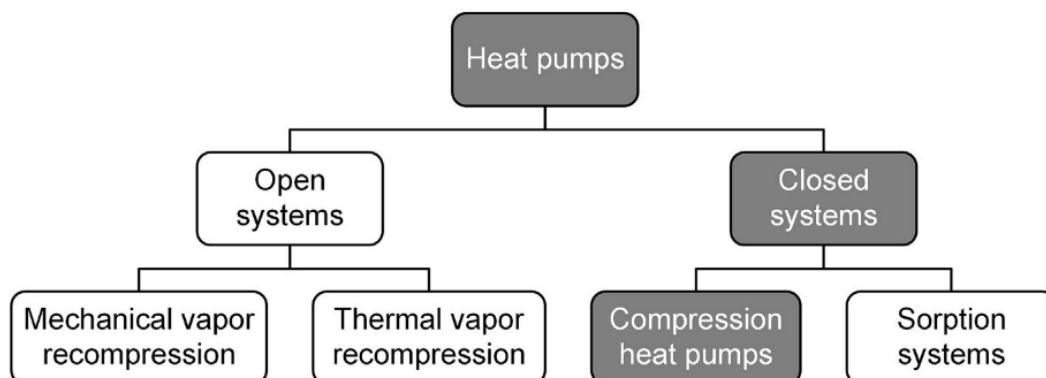 Heat pumps
Open
systems
Closed
systems
Mechanical vapor
recompression
Thermal vapor
recompression
Compression
heat pumps
Sorption
systems